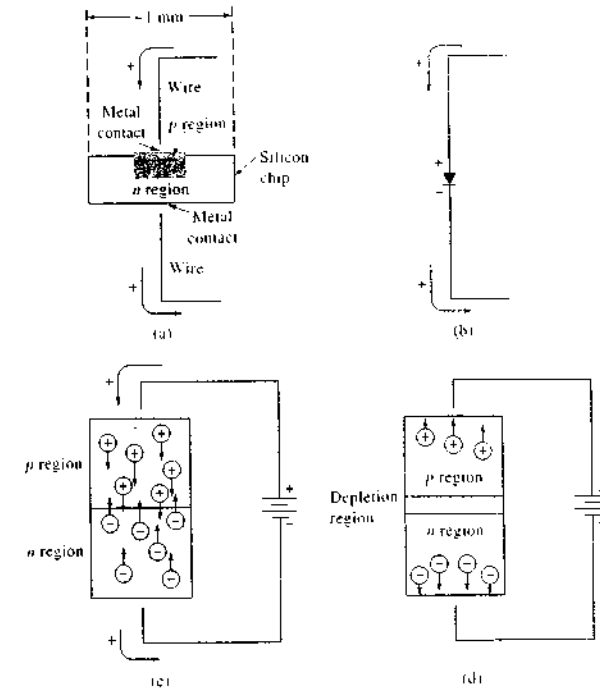 ~1 mm
+
Wire
Metal
contact
p region
Silicon
chip
n region
Metal
contact
Wire
+
(a)
+
+
-
+
(b)
+
p region
n region
+
-
+
(c)
Depletion
region
p region
n region
+
-
(d)